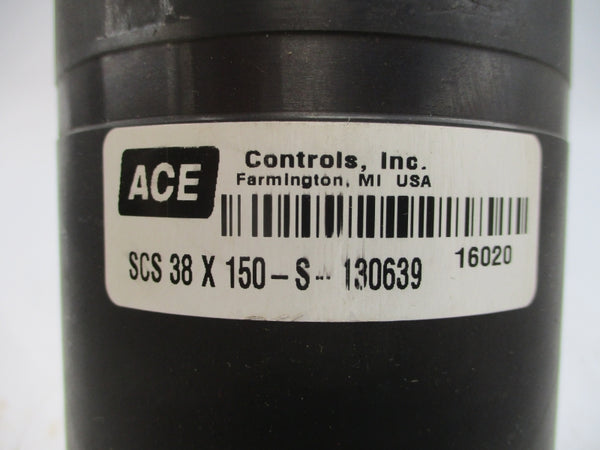 ACE
Controls, Inc.
Farmington, MI USA
16020
SCS 38 X 150-S- 130639